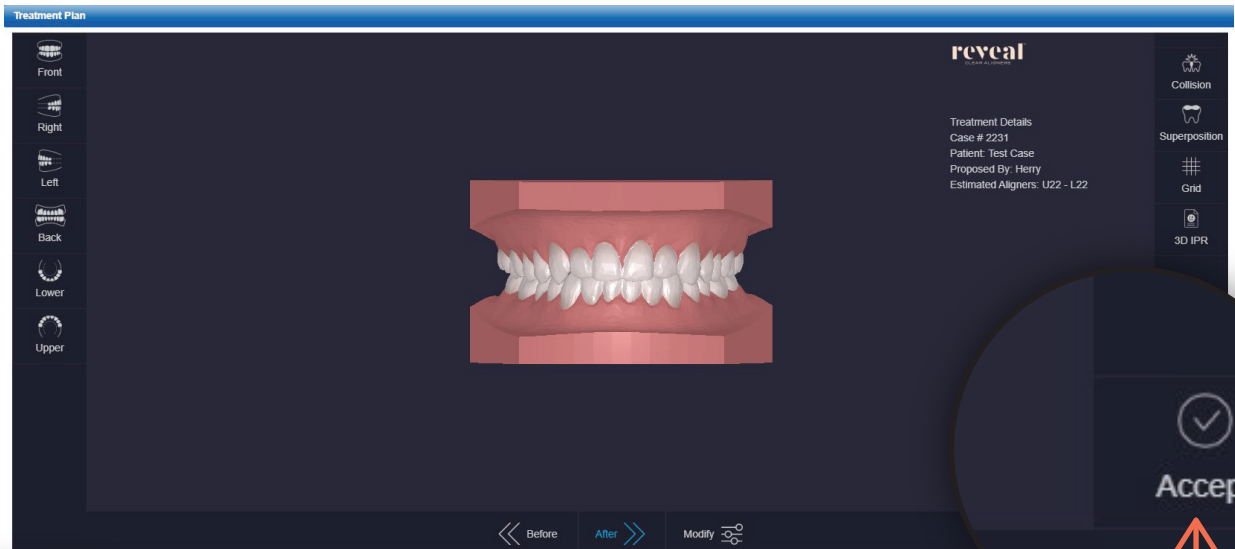 Treatment Plan
Front
Right
Left
Back
Lower
Upper
reveal
CLEAR ALIGNERS
Treatment Details
Case # 2231
Patient: Test Case
Proposed By: Herry
Estimated Aligners: U22 - L22
Collision
Superposition
Grid
3D IPR
Accep
Before
After
Modify